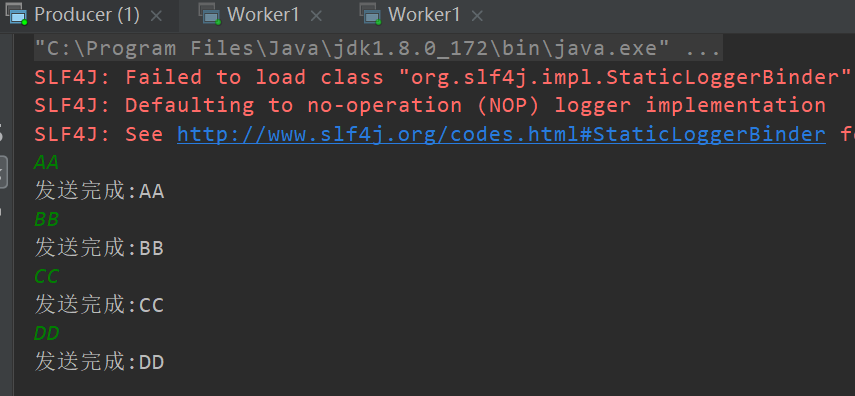 Producer (1) Worker1 Worker1
"C:\Program Files\Java\jdk1.8.0_172\bin\java.exe" ...
SLF4J: Failed to load class "org.slf4j.impl.StaticLoggerBinder"
SLF4J: Defaulting to no-operation (NOP) logger implementation
SLF4J: See http://www.slf4j.org/codes.html#StaticLoggerBinder
AA
发送完成:AA
BB
发送完成:BB
CC
发送完成:CC
DD
发送完成:DD